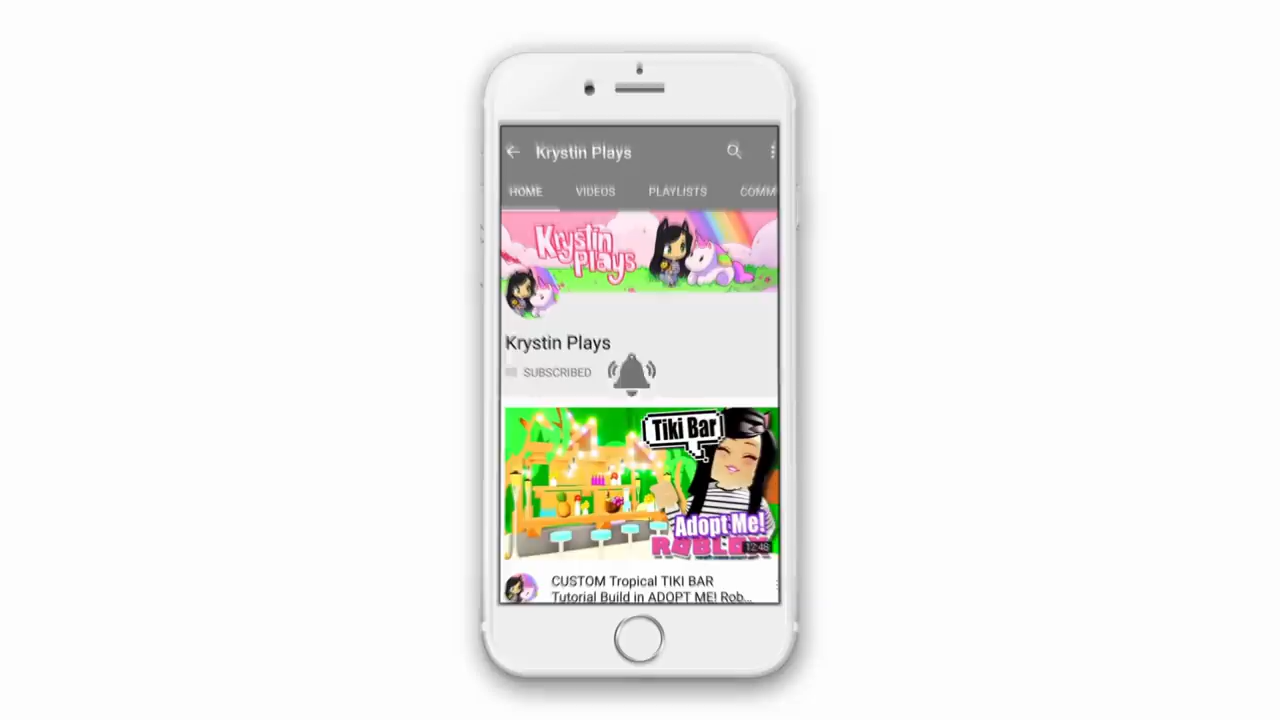 Krystin Plays
HOME VIDEOS PLAYLISTS COMM
Krystin
Plays
Krystin Plays
SUBSCRIBED
Tiki Bar
Adopt Me!
ROBLOX
12:48
CUSTOM Tropical TIKI BAR
Tutorial Build in ADOPT ME! Rob...